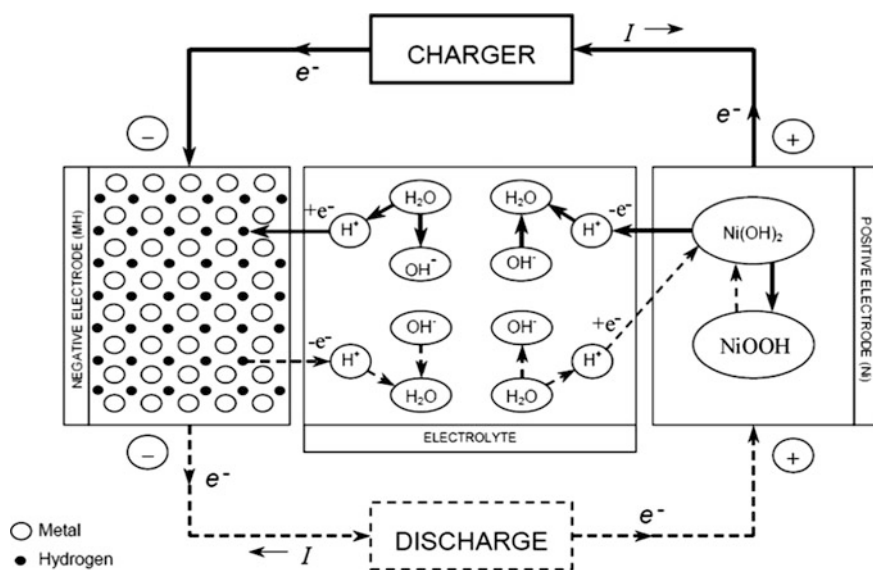 CHARGER
I
e⁻
e⁻
−
+
NEGATIVE ELECTRODE (MH)
H₂O
+e⁻
H⁺
OH⁻
H₂O
-e⁻
H⁺
OH⁻
Ni(OH)₂
NiOOH
POSITIVE ELECTRODE (Ni)
OH⁻
-e⁻
H⁺
H₂O
OH⁻
+e⁻
H⁺
H₂O
ELECTROLYTE
−
+
e⁻
e⁻
I
DISCHARGE
Metal
Hydrogen